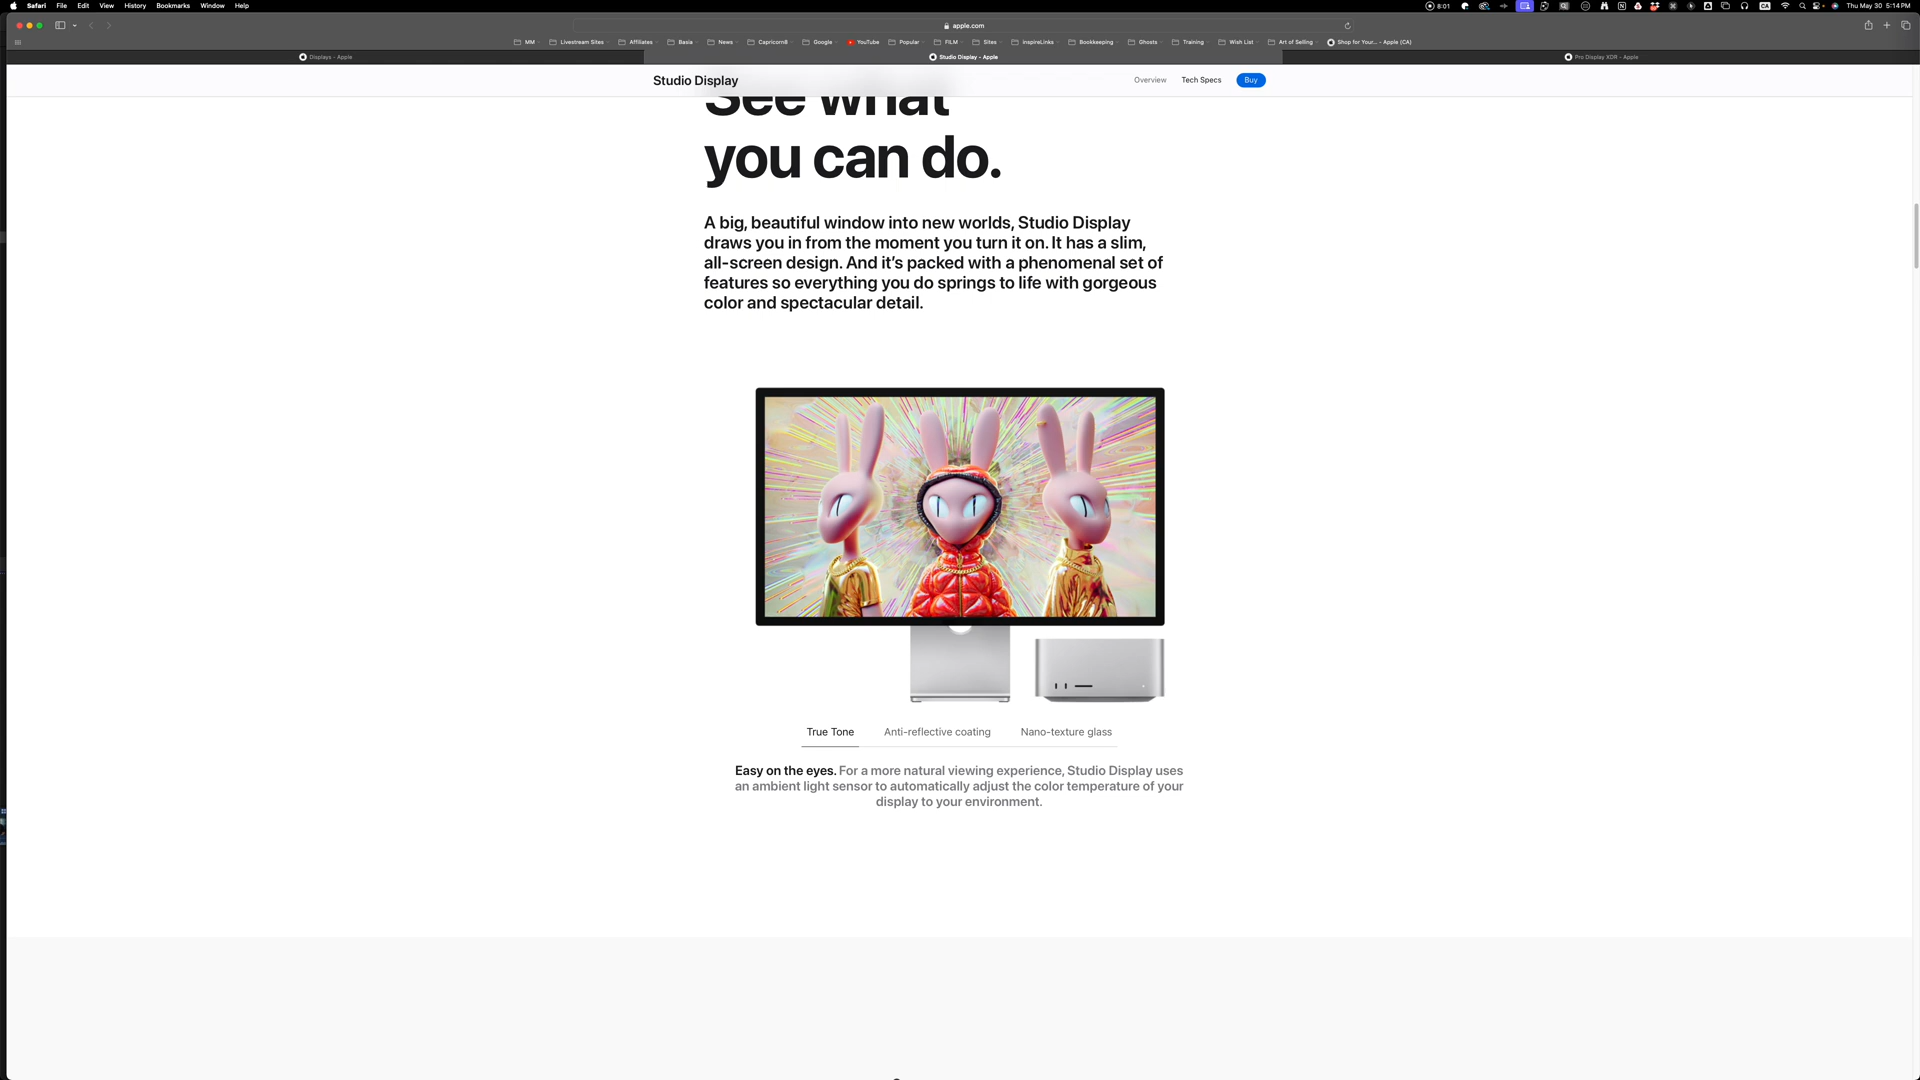 Safari File Edit View History Bookmarks Window Help 8:01 CA Thu May 30 5:14 PM
apple.com
MM Livestream Sites Affiliates Basia News Capricorn8 Google YouTube Popular FILM Sites inspireLinks Bookkeeping Ghosts Training Wish List Art of Selling Shop for Your... - Apple (CA)
Displays - Apple Studio Display - Apple Pro Display XDR - Apple
Studio Display Overview Tech Specs Buy
See what
you can do.
A big, beautiful window into new worlds, Studio Display
draws you in from the moment you turn it on. It has a slim,
all-screen design. And it’s packed with a phenomenal set of
features so everything you do springs to life with gorgeous
color and spectacular detail.
True Tone Anti-reflective coating Nano-texture glass
Easy on the eyes. For a more natural viewing experience, Studio Display uses
an ambient light sensor to automatically adjust the color temperature of your
display to your environment.